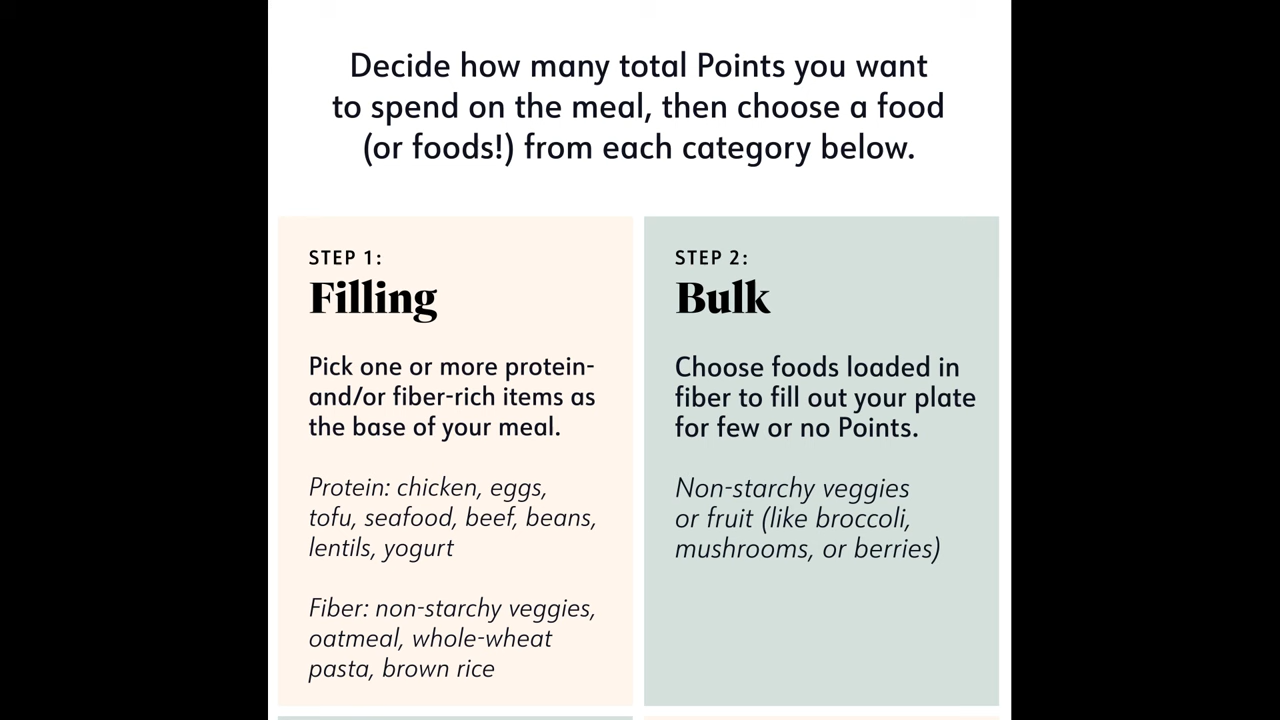 Decide how many total Points you want
to spend on the meal, then choose a food
(or foods!) from each category below.
STEP 1:
Filling
Pick one or more protein-
and/or fiber-rich items as
the base of your meal.
Protein: chicken, eggs,
tofu, seafood, beef, beans,
lentils, yogurt
Fiber: non-starchy veggies,
oatmeal, whole-wheat
pasta, brown rice
STEP 2:
Bulk
Choose foods loaded in
fiber to fill out your plate
for few or no Points.
Non-starchy veggies
or fruit (like broccoli,
mushrooms, or berries)